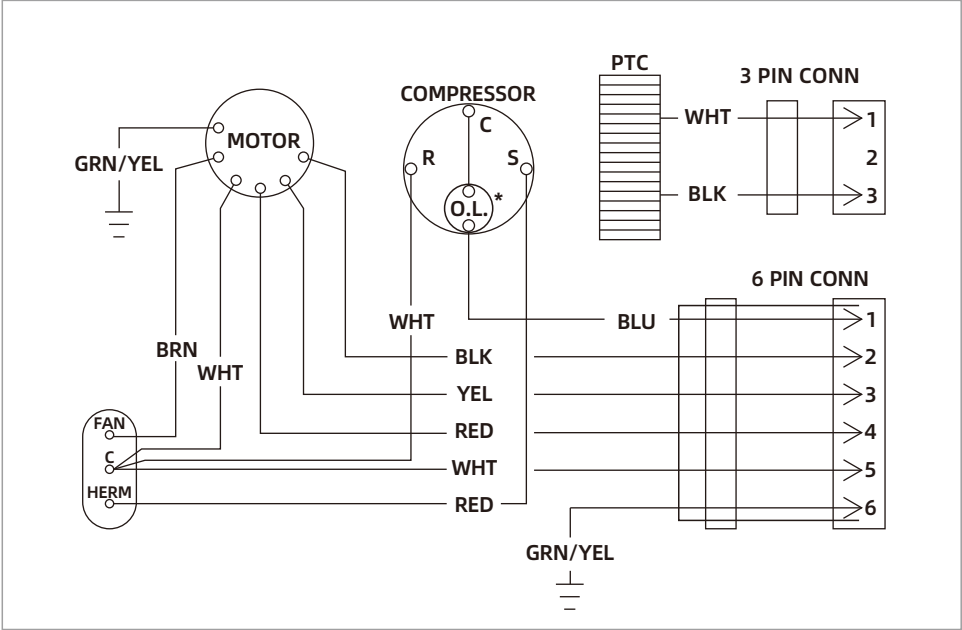 PTC
3 PIN CONN
COMPRESSOR
WHT
1
C
MOTOR
2
GRN/YEL
R
S
BLK
3
O.L.*
6 PIN CONN
WHT
BLU
1
BRN
BLK
2
WHT
YEL
3
FAN
RED
4
C
WHT
5
HERM
RED
6
GRN/YEL